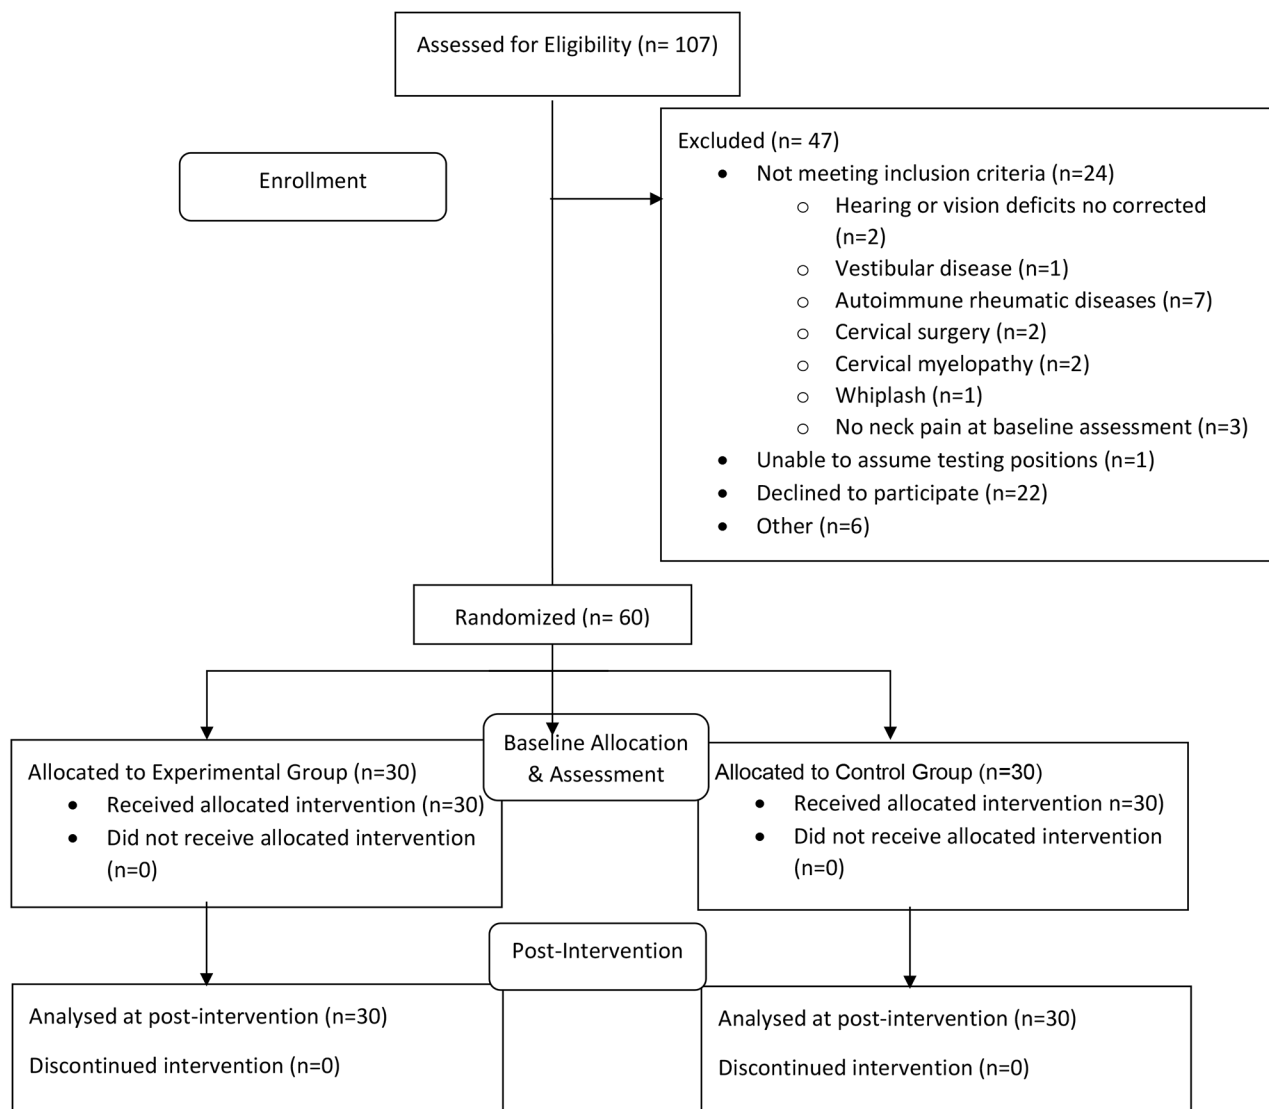 Assessed for Eligibility (n= 107)
Enrollment
Excluded (n= 47)
• Not meeting inclusion criteria (n=24)
o Hearing or vision deficits no corrected
(n=2)
o Vestibular disease (n=1)
o Autoimmune rheumatic diseases (n=7)
o Cervical surgery (n=2)
o Cervical myelopathy (n=2)
o Whiplash (n=1)
o No neck pain at baseline assessment (n=3)
• Unable to assume testing positions (n=1)
• Declined to participate (n=22)
• Other (n=6)
Randomized (n= 60)
Baseline Allocation
& Assessment
Allocated to Experimental Group (n=30)
• Received allocated intervention (n=30)
• Did not receive allocated intervention
(n=0)
Allocated to Control Group (n=30)
• Received allocated intervention n=30)
• Did not receive allocated intervention
(n=0)
Post-Intervention
Analysed at post-intervention (n=30)
Discontinued intervention (n=0)
Analysed at post-intervention (n=30)
Discontinued intervention (n=0)